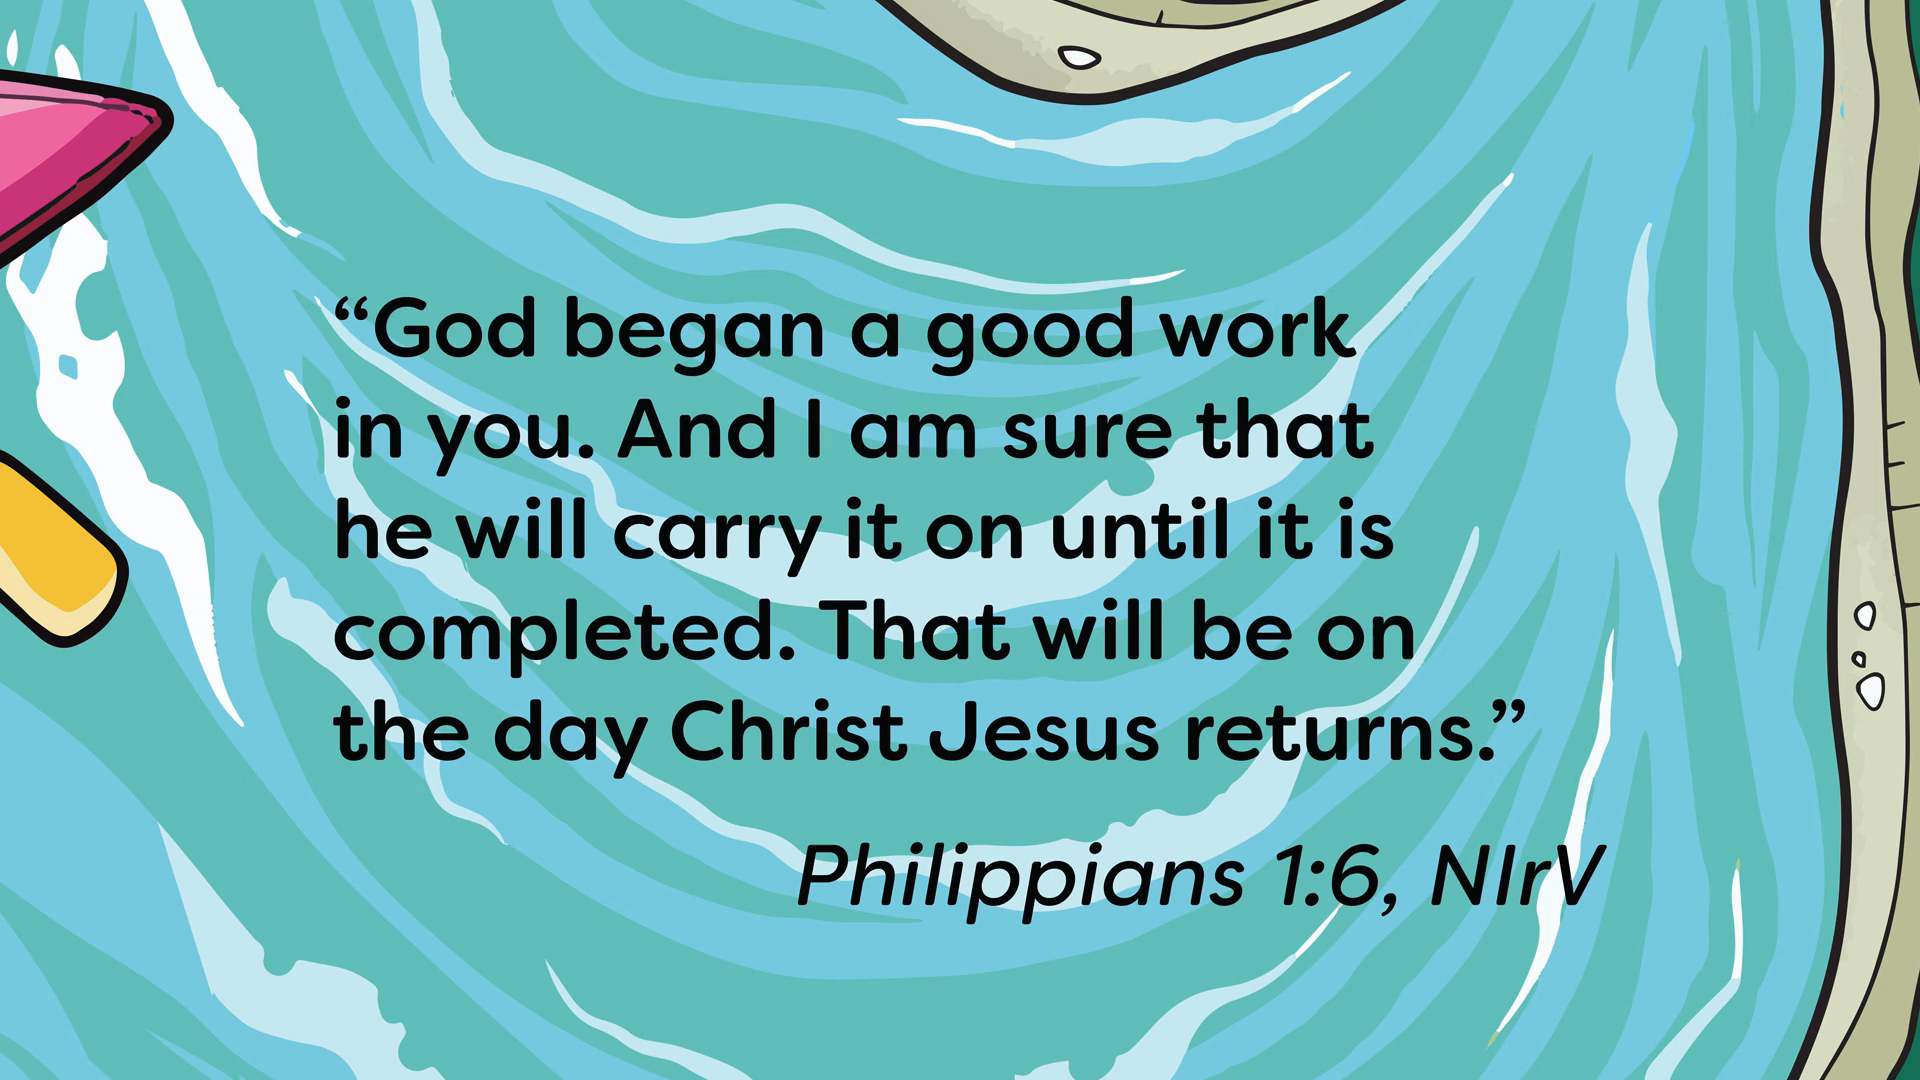 “God began a good work
in you. And I am sure that
he will carry it on until it is
completed. That will be on
the day Christ Jesus returns.”
Philippians 1:6, NIrV